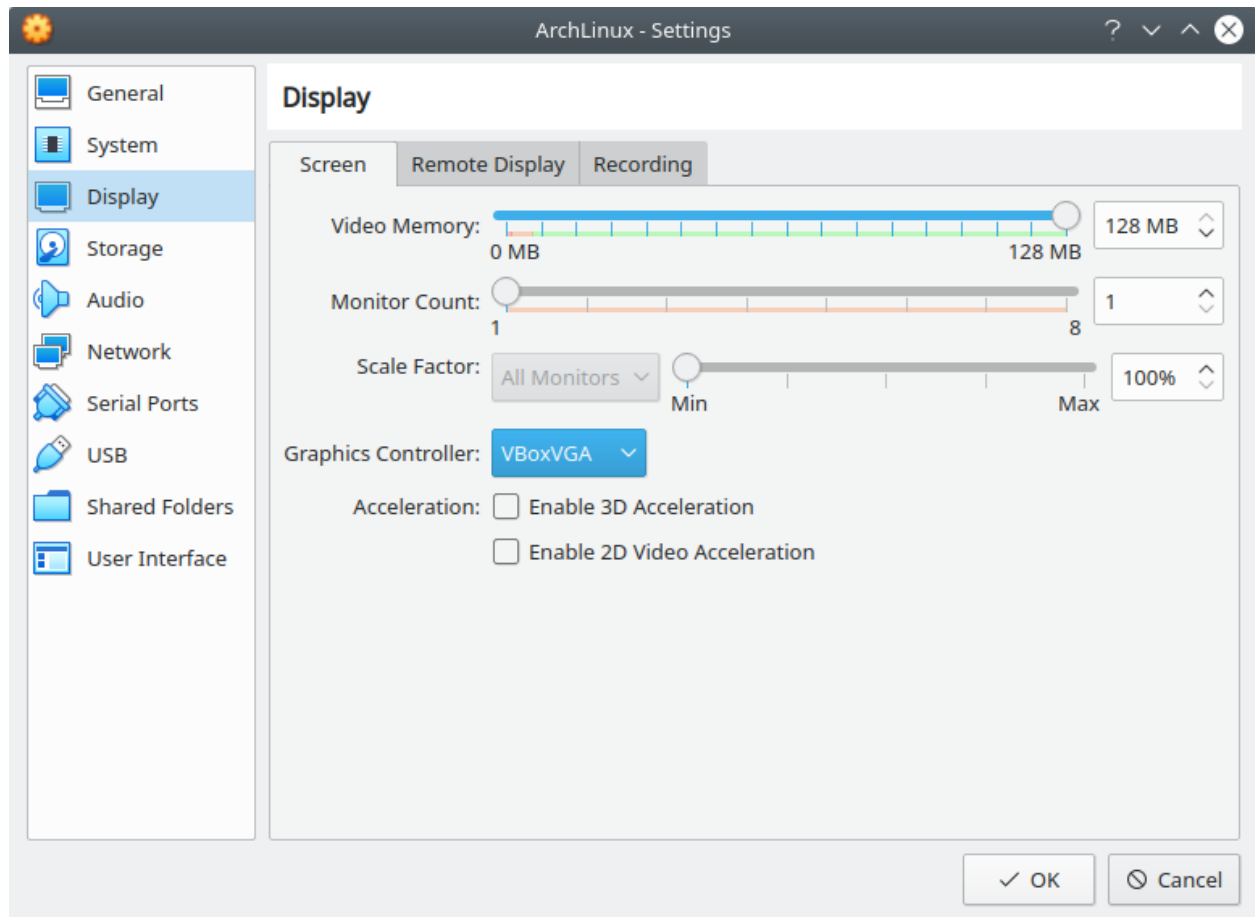 ArchLinux - Settings
?
General
System
Display
Storage
Audio
Network
Serial Ports
USB
Shared Folders
User Interface
Display
Screen Remote Display Recording
Video Memory: 128 MB
0 MB 128 MB
Monitor Count: 1
1 8
Scale Factor: All Monitors 100%
Min Max
Graphics Controller: VBoxVGA
Acceleration: Enable 3D Acceleration
Enable 2D Video Acceleration
OK Cancel